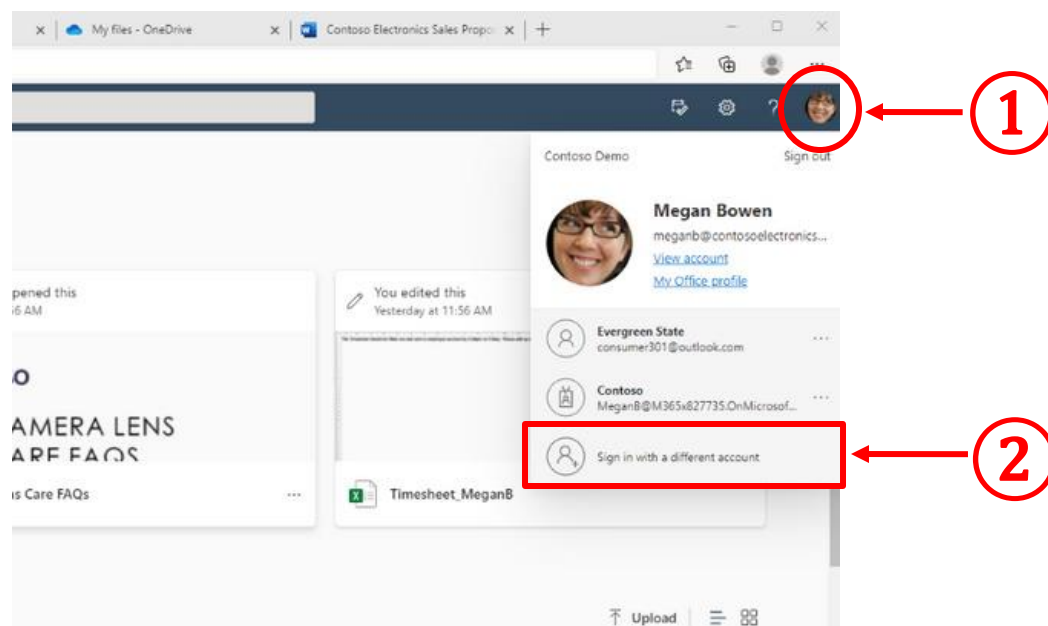 My files - OneDrive
Contoso Electronics Sales Propo
?
1
Contoso Demo
Sign out
Megan Bowen
meganb@contosoelectronics...
View account
My Office profile
pened this
6 AM
You edited this
Yesterday at 11:56 AM
Evergreen State
consumer301@outlook.com
Contoso
MeganB@M365x827735.OnMicrosof...
O
AMERA LENS
ARE FAQS
Sign in with a different account
2
s Care FAQs
Timesheet_MeganB
Upload